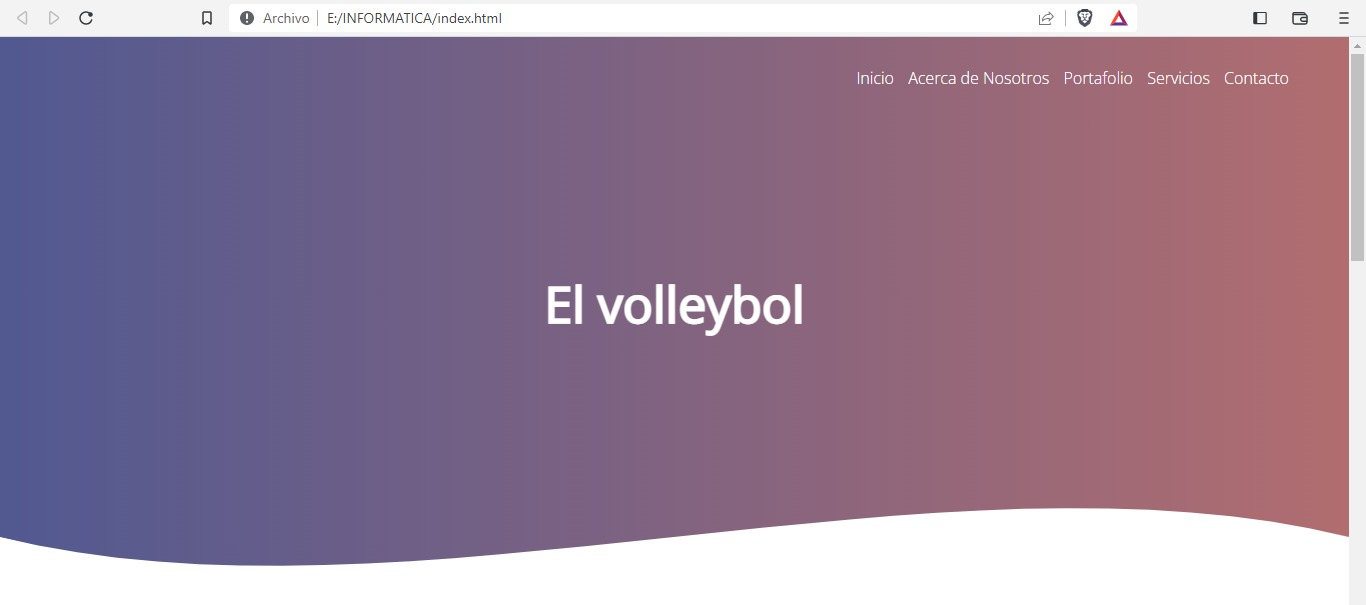 Archivo E:/INFORMATICA/index.html
Inicio Acerca de Nosotros Portafolio Servicios Contacto
El volleybol